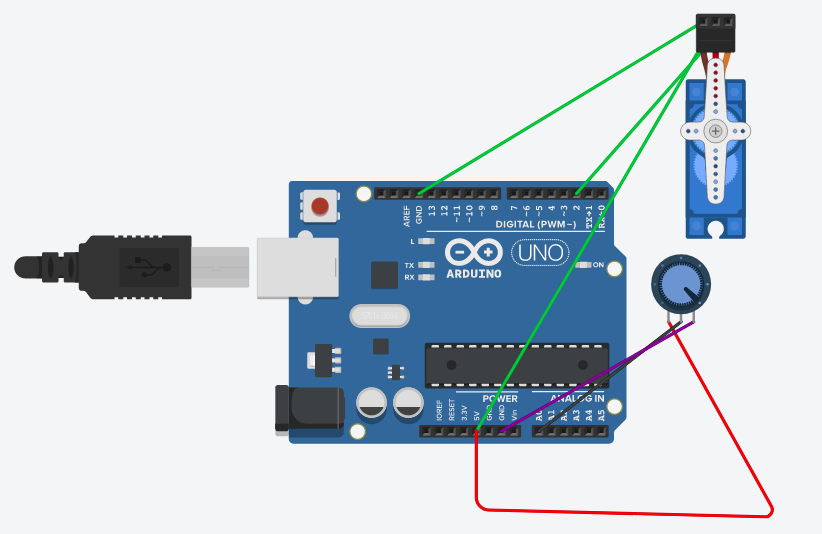 AREF
GND
13
12
~11
~10
~9
8
7
~6
~5
4
~3
2
TX→1
RX←0
DIGITAL (PWM~)
L
TX
RX
UNO
ON
ARDUINO
POWER
ANALOG IN
IOREF
RESET
3.3V
5V
GND
GND
Vin
A0
A1
A2
A3
A4
A5